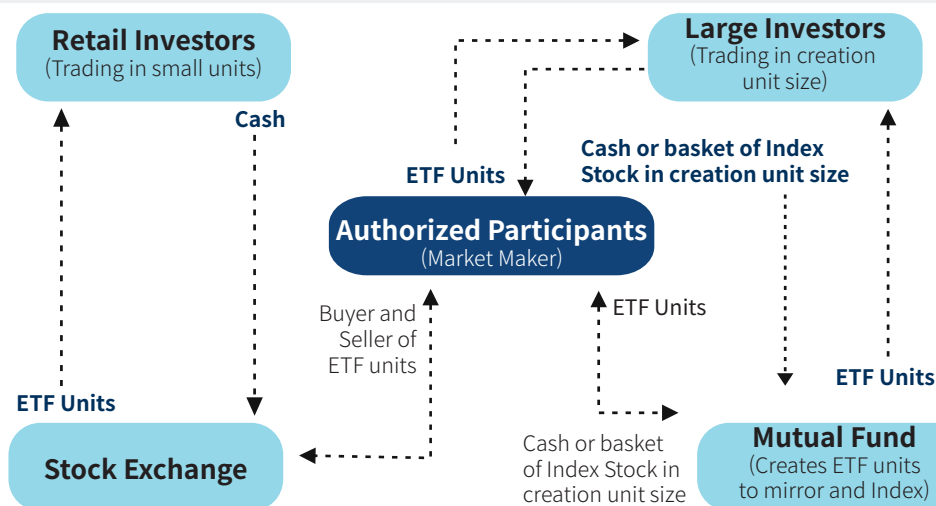 Retail Investors
(Trading in small units)
Large Investors
(Trading in creation
unit size)
Cash
ETF Units
Cash or basket of Index
Stock in creation unit size
Authorized Participants
(Market Maker)
Buyer and
Seller of
ETF units
ETF Units
ETF Units
ETF Units
Stock Exchange
Cash or basket
of Index Stock in
creation unit size
Mutual Fund
(Creates ETF units
to mirror and Index)